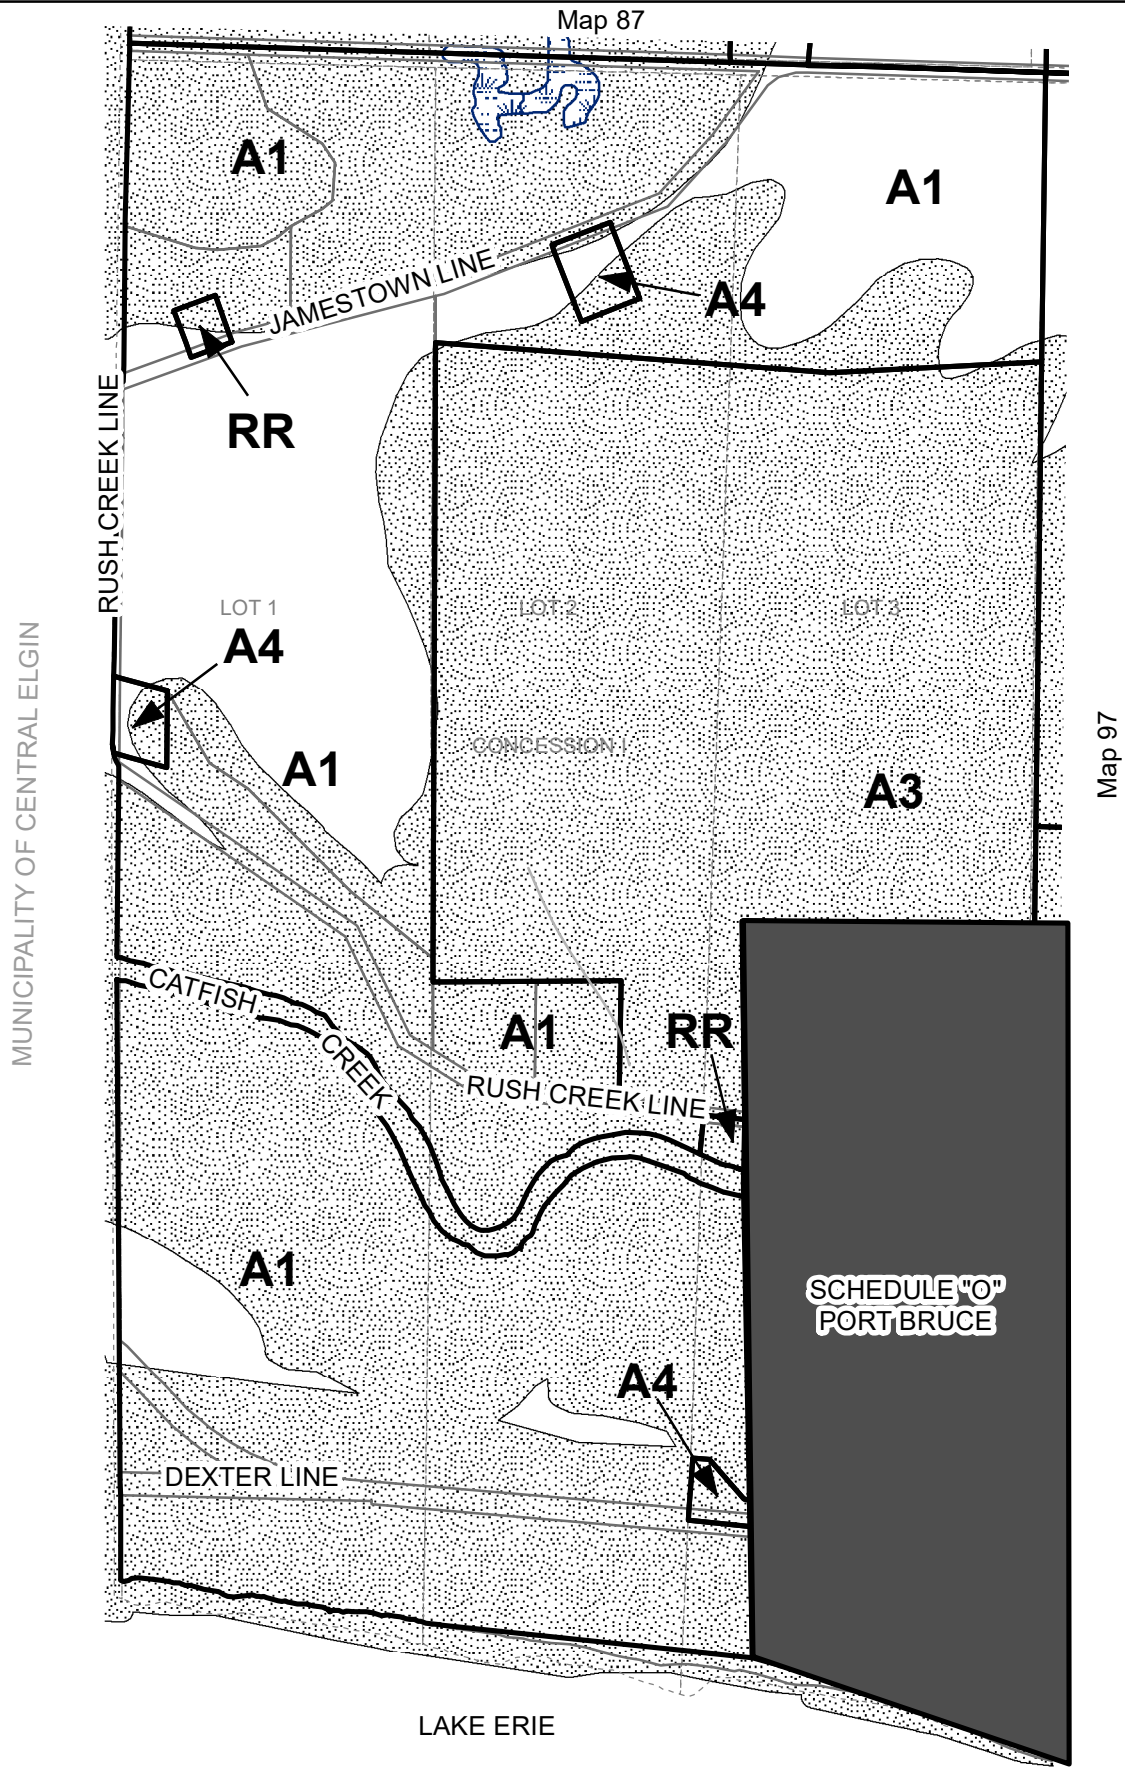 Map 87
A1
A1
JAMESTOWN LINE
A4
RR
RUSH CREEK LINE
LOT 1
LOT 2
LOT 3
A4
MUNICIPALITY OF CENTRAL ELGIN
CONCESSION I
A1
A3
Map 97
CATFISH
CREEK
A1
RR
RUSH CREEK LINE
A1
SCHEDULE "O"
PORT BRUCE
A4
DEXTER LINE
LAKE ERIE